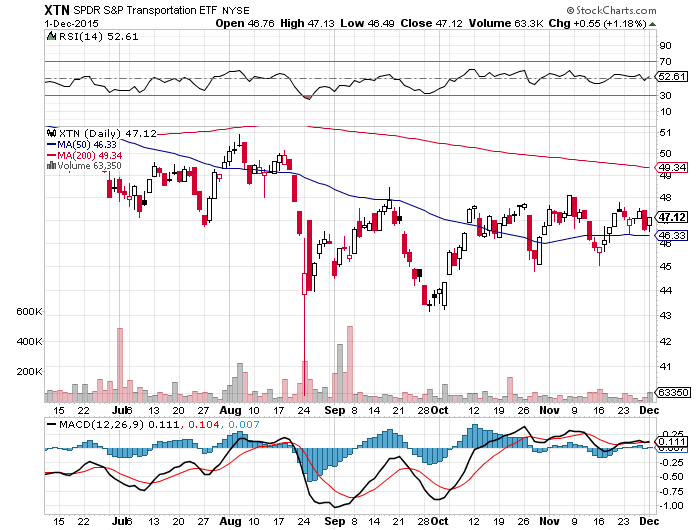 XTN SPDR S&P Transportation ETF NYSE
© StockCharts.com
1-Dec-2015
Open 46.76 High 47.13 Low 46.49 Close 47.12 Volume 63.3K Chg +0.55 (+1.18%)
RSI(14) 52.61
90
70
52.61
30
10
XTN (Daily) 47.12
MA(50) 46.33
MA(200) 49.34
Volume 63,350
51
50
49.34
49
48
47.12
46.33
46
45
44
43
42
41
600K
400K
200K
63350
15 22 Jul 6 13 20 27 Aug 10 17 24 Sep 8 14 21 28 Oct 12 19 26 Nov 9 16 23 Dec
MACD(12,26,9) 0.111, 0.104, 0.007
0.25
0.111
0.007
-0.25
-0.50
-0.75
-1.00
15 22 Jul 6 13 20 27 Aug 10 17 24 Sep 8 14 21 28 Oct 12 19 26 Nov 9 16 23 Dec